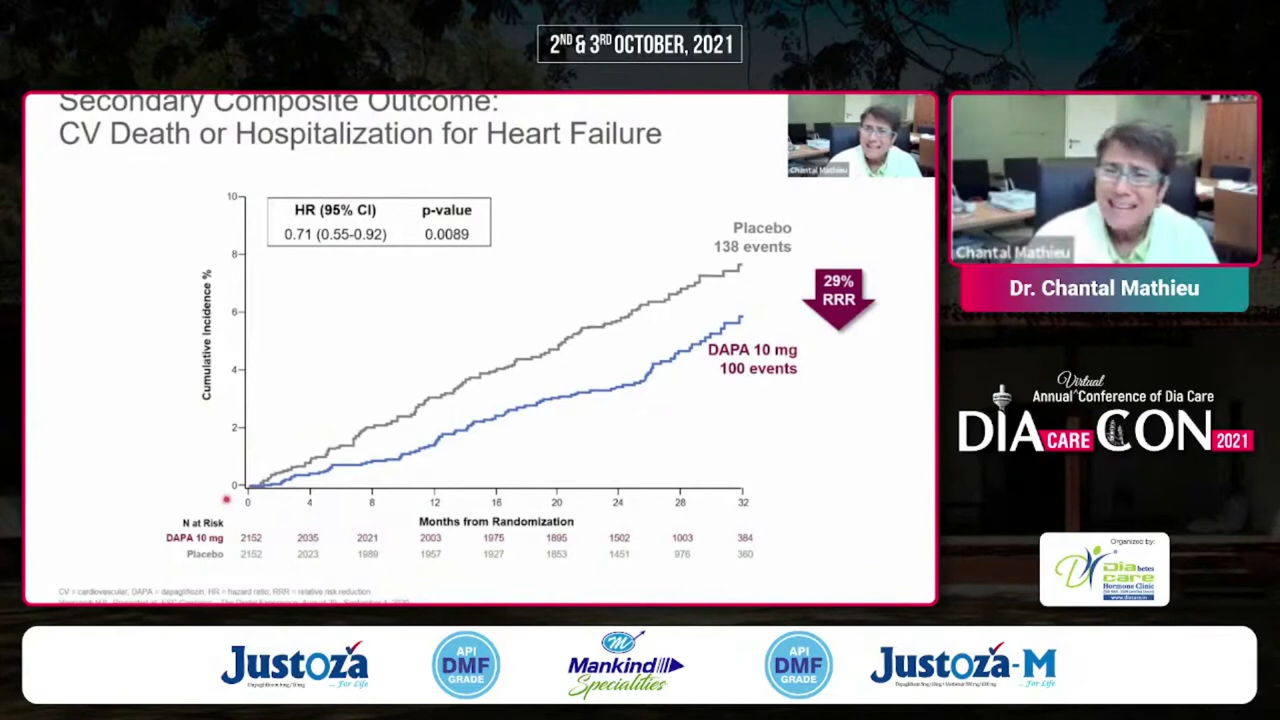 2ND & 3RD OCTOBER, 2021
Secondary Composite Outcome:
CV Death or Hospitalization for Heart Failure
Chantal Mathieu
HR (95% CI) p-value
0.71 (0.55-0.92) 0.0089
Placebo
138 events
29%
RRR
DAPA 10 mg
100 events
Cumulative Incidence %
10
8
6
4
2
0
0 4 8 12 16 20 24 28 32
Months from Randomization
N at Risk
DAPA 10 mg 2152 2035 2021 2003 1975 1895 1502 1003 384
Placebo 2152 2023 1989 1957 1927 1853 1451 976 360
CV = cardiovascular; DAPA = dapagliflozin; HR = hazard ratio; RRR = relative risk reduction
Chantal Mathieu
Dr. Chantal Mathieu
Virtual
Annual^Conference of Dia Care
DIA CARE CON 2021
Organized by:
Diabetes
care
Hormone Clinic
www.diacare.in
Justoza
... For Life
API
DMF
GRADE
M
Mankind
Specialities
API
DMF
GRADE
Justoza-M
... For Life